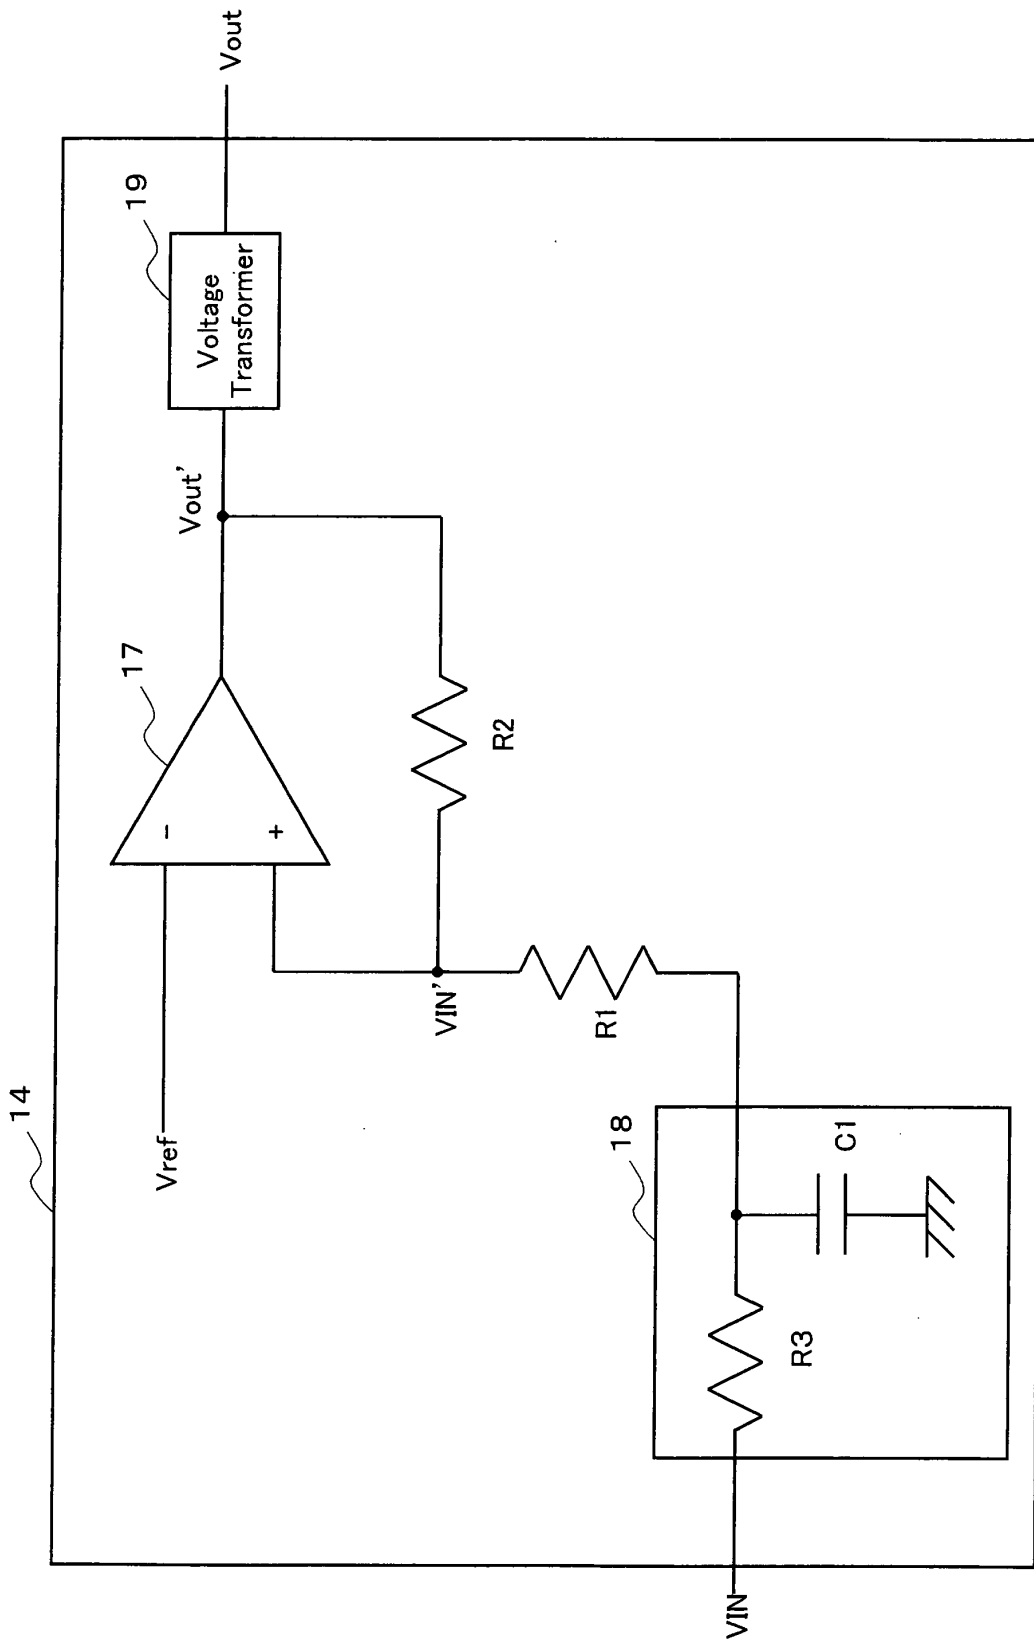 14
Vref
17
-
+
Vout'
19
Voltage
Transformer
Vout
VIN'
R2
R1
18
C1
R3
VIN